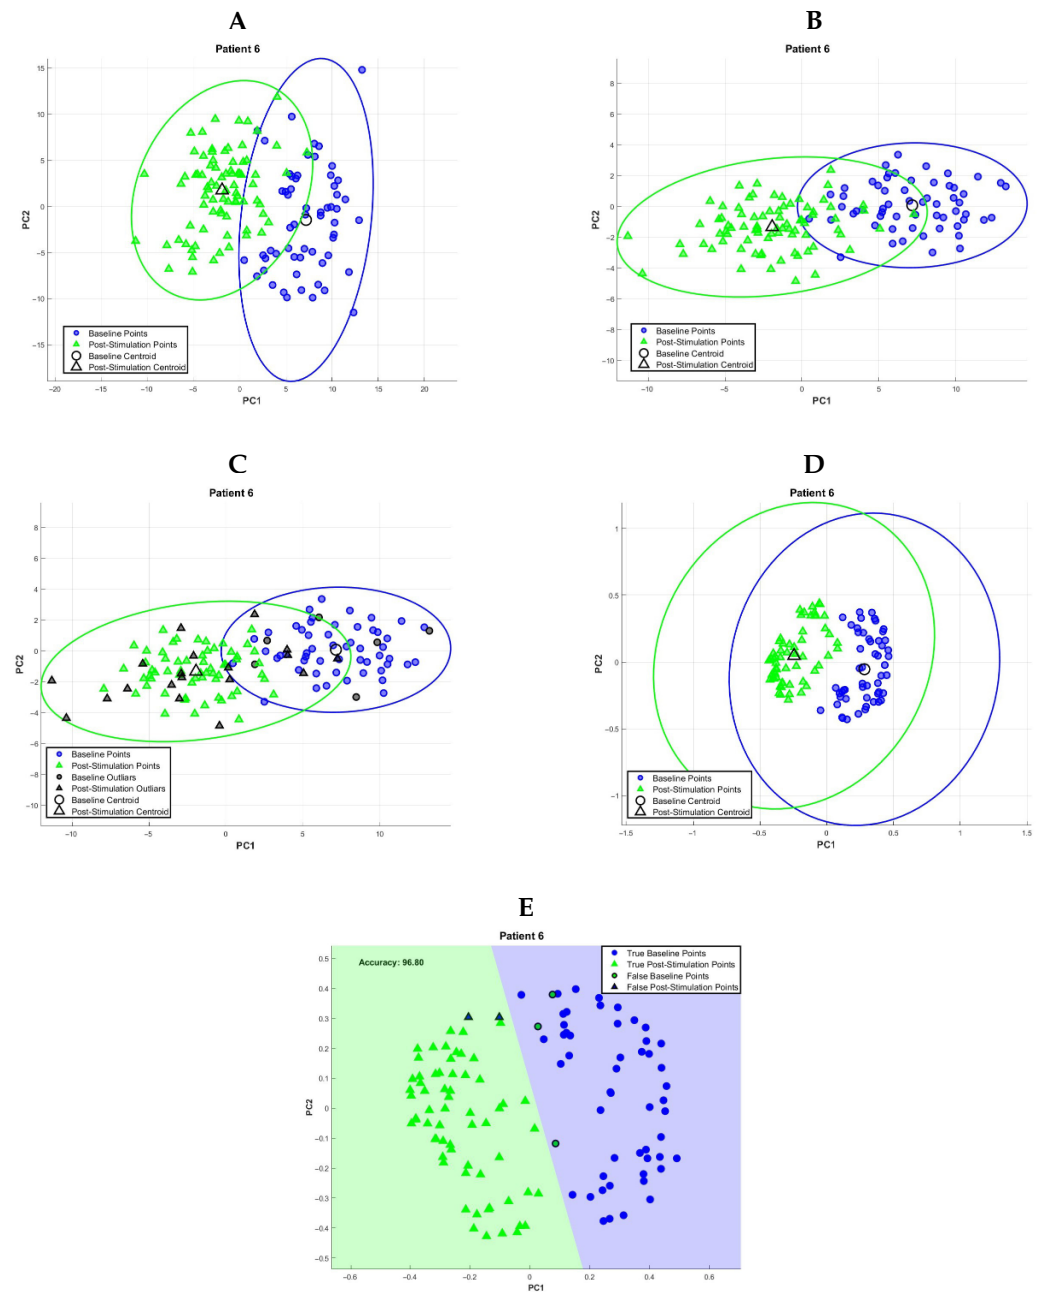 A
Patient 6
PC2
15
10
5
0
−5
−10
−15
−20
−15
−10
−5
0
5
10
15
20
PC1
Baseline Points
Post-Stimulation Points
Baseline Centroid
Post-Stimulation Centroid
B
Patient 6
PC2
8
6
4
2
0
−2
−4
−6
−8
−10
−10
−5
0
5
10
PC1
Baseline Points
Post-Stimulation Points
Baseline Centroid
Post-Stimulation Centroid
C
Patient 6
PC2
8
6
4
2
0
−2
−4
−6
−8
−10
−10
−5
0
5
10
PC1
Baseline Points
Post-Stimulation Points
Baseline Outliars
Post-Stimulation Outliars
Baseline Centroid
Post-Stimulation Centroid
D
Patient 6
PC2
1
0.5
0
−0.5
−1
−1.5
−1
−0.5
0
0.5
1
1.5
PC1
Baseline Points
Post-Stimulation Points
Baseline Centroid
Post-Stimulation Centroid
E
Patient 6
Accuracy: 96.80
True Baseline Points
True Post-Stimulation Points
False Baseline Points
False Post-Stimulation Points
PC2
0.5
0.4
0.3
0.2
0.1
0
−0.1
−0.2
−0.3
−0.4
−0.5
−0.6
−0.4
−0.2
0
0.2
0.4
0.6
PC1